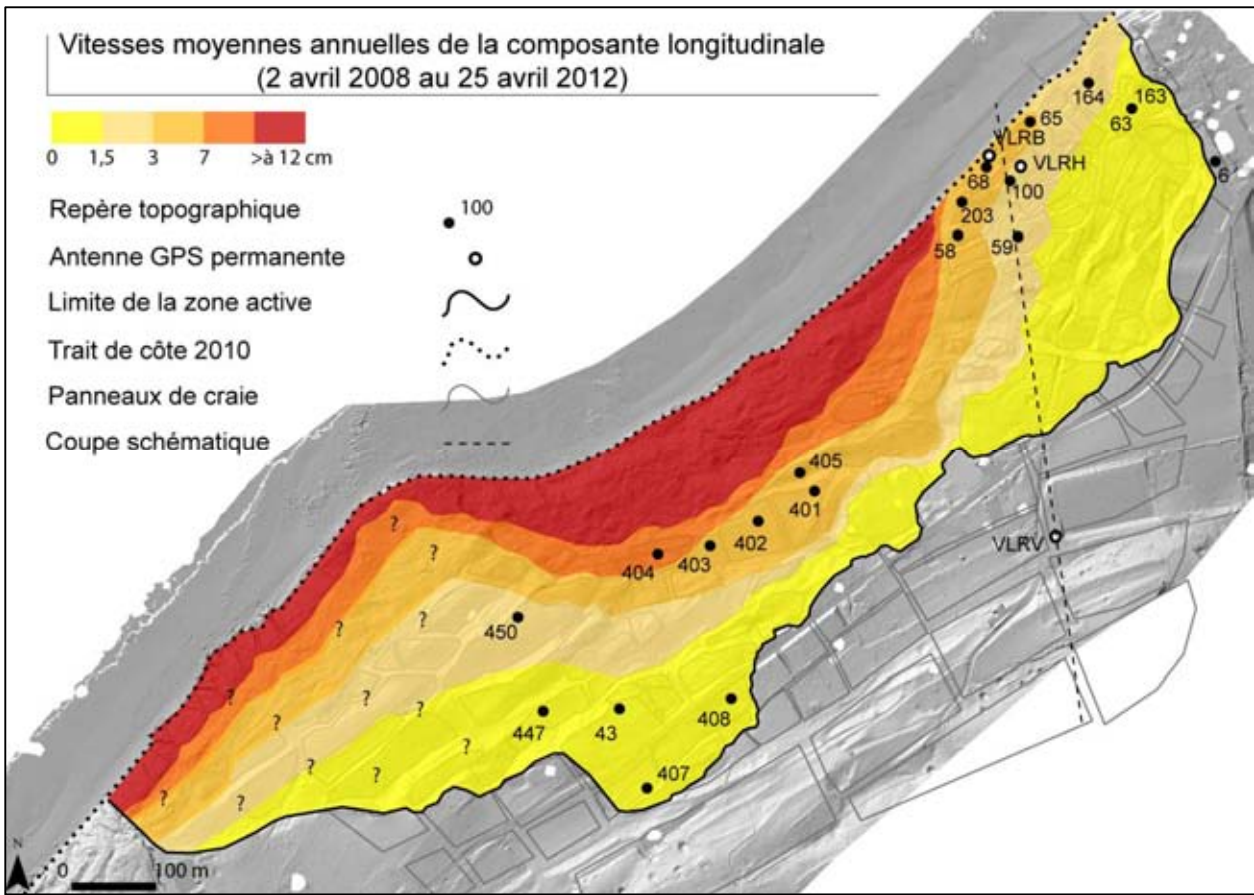 Vitesses moyennes annuelles de la composante longitudinale
(2 avril 2008 au 25 avril 2012)
0 1,5 3 7 >à 12 cm
Repère topographique
100
Antenne GPS permanente
Limite de la zone active
Trait de côte 2010
Panneaux de craie
Coupe schématique
164
163
63
65
VLRB
VLRH
6
68
100
203
58
59
405
401
402
403
404
VLRV
450
408
447
43
407
?
?
?
?
?
?
?
?
?
?
?
?
?
N
0 100 m